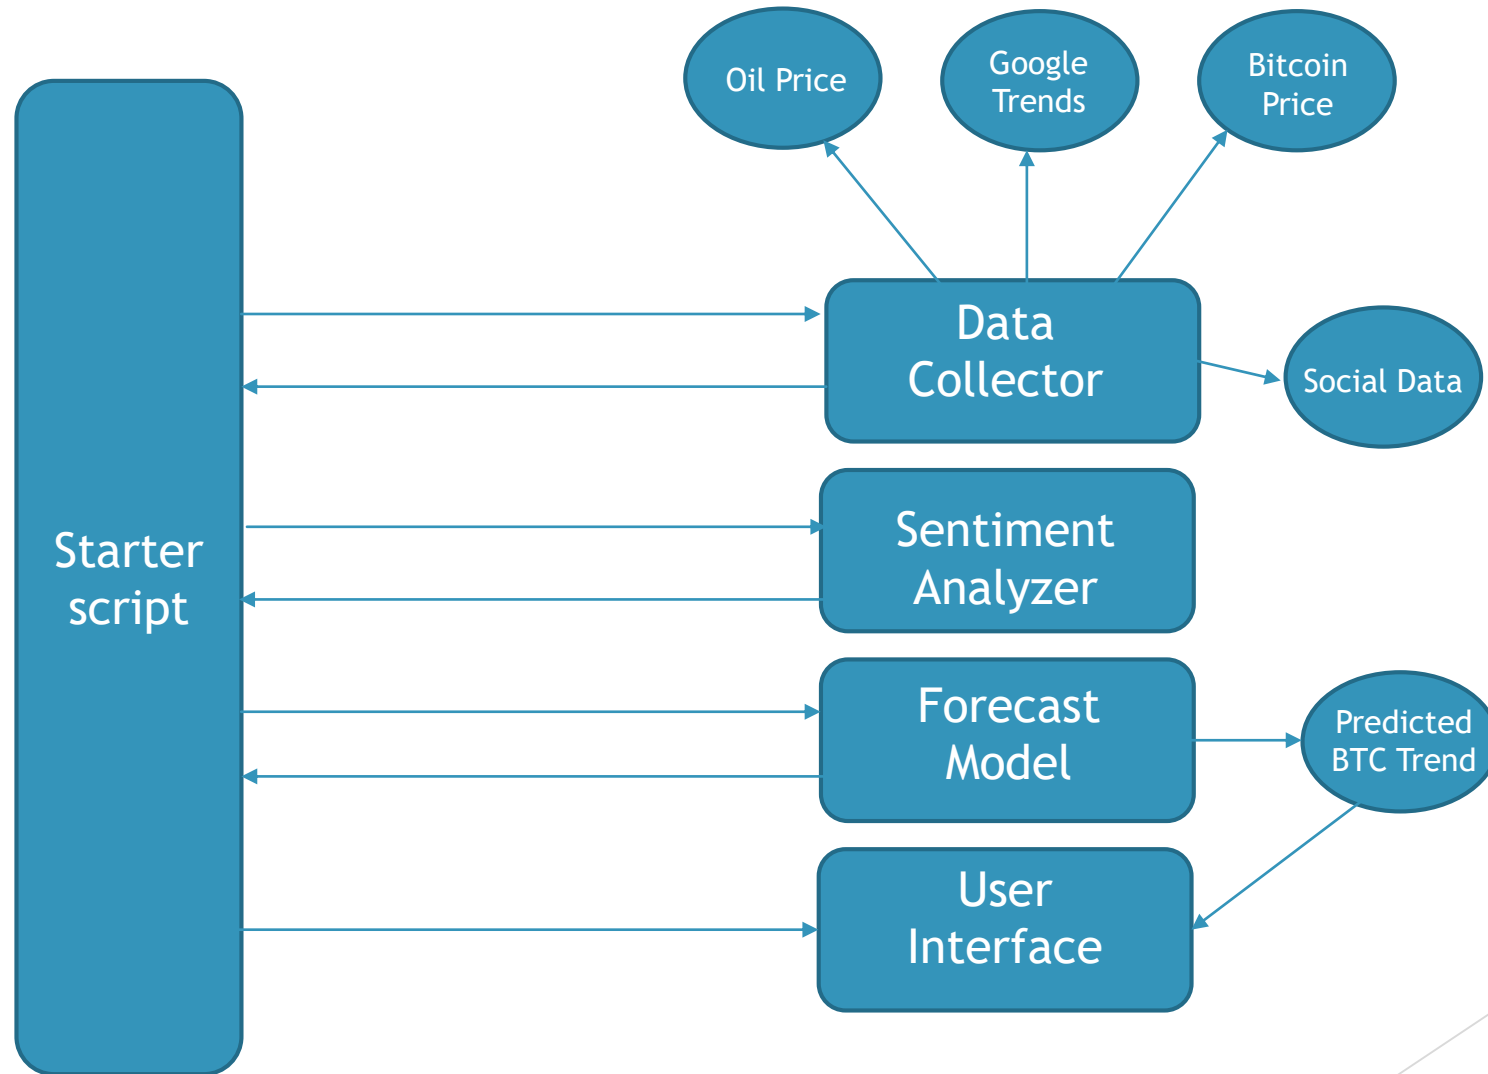 Oil Price
Google
Trends
Bitcoin
Price
Data
Collector
Social Data
Starter
script
Sentiment
Analyzer
Forecast
Model
Predicted
BTC Trend
User
Interface